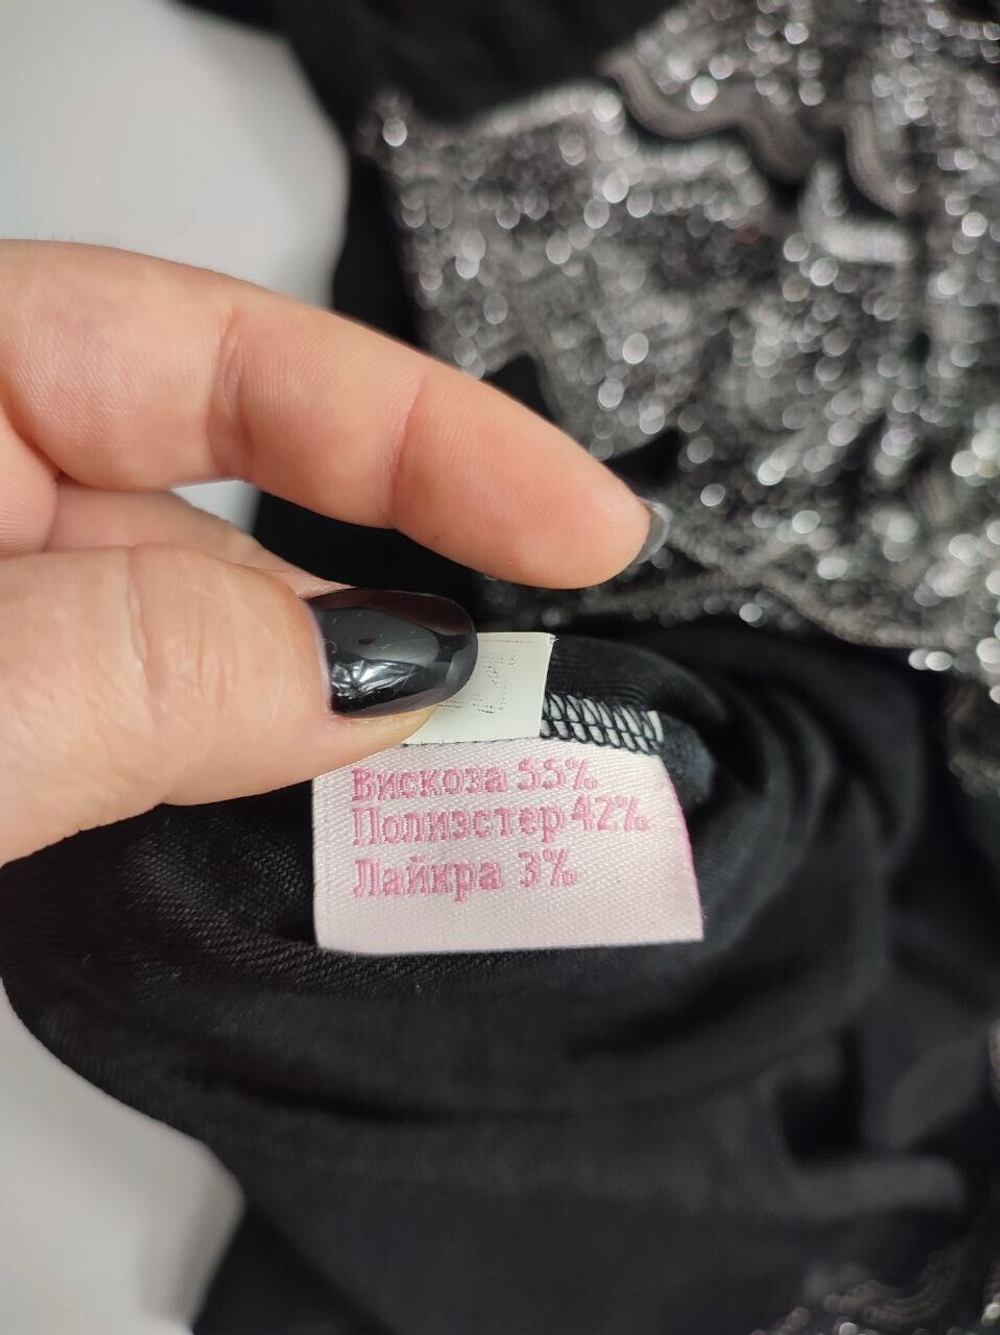 Вискоза 55%
Полиэстер 42%
Лайкра 3%